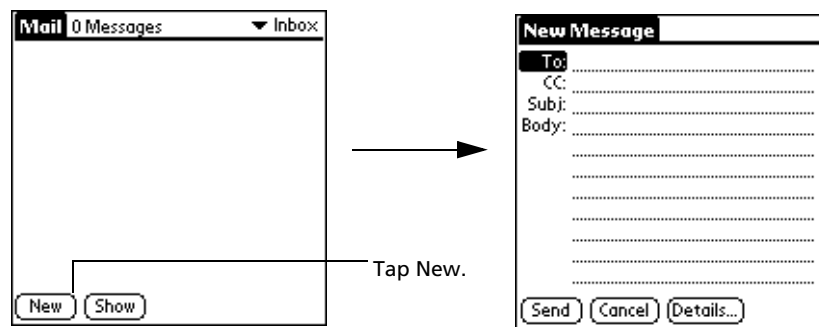 Mail 0 Messages Inbox
Tap New.
New Show
New Message
To:
CC:
Subj:
Body:
Send Cancel Details...